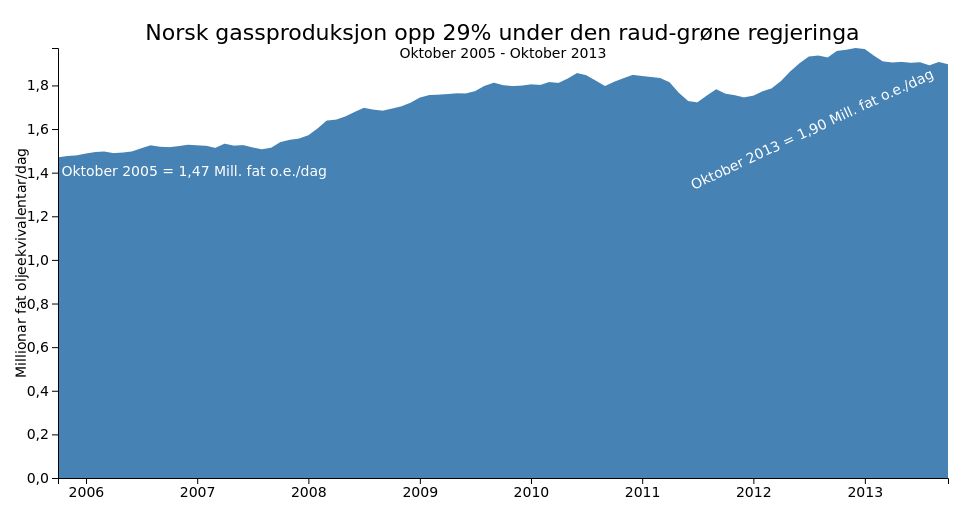 Norsk gassproduksjon opp 29% under den raud-grøne regjeringa
Oktober 2005 - Oktober 2013
Millionar fat oljeekvivalentar/dag
1,8
1,6
1,4
1,2
1,0
0,8
0,6
0,4
0,2
0,0
Oktober 2005 = 1,47 Mill. fat o.e./dag
Oktober 2013 = 1,90 Mill. fat o.e./dag
2006 2007 2008 2009 2010 2011 2012 2013